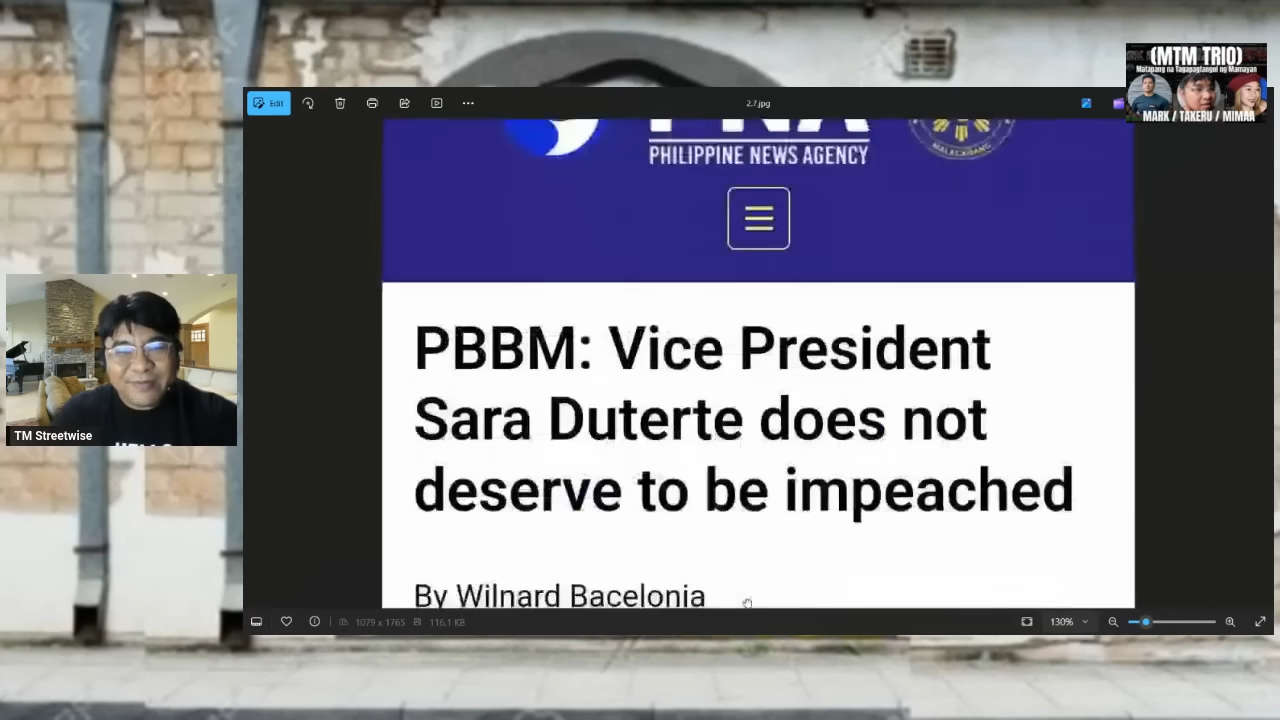 (MTM TRIO)
Matapang na Tagapagtanggol ng Mamayan
MARK / TAKERU / MIMAA
Edit
2.7.jpg
PHILIPPINE NEWS AGENCY
MALACAÑANG
PBBM: Vice President
Sara Duterte does not
deserve to be impeached
By Wilnard Bacelonia
TM Streetwise
1079 x 1765
116.1 KB
130%